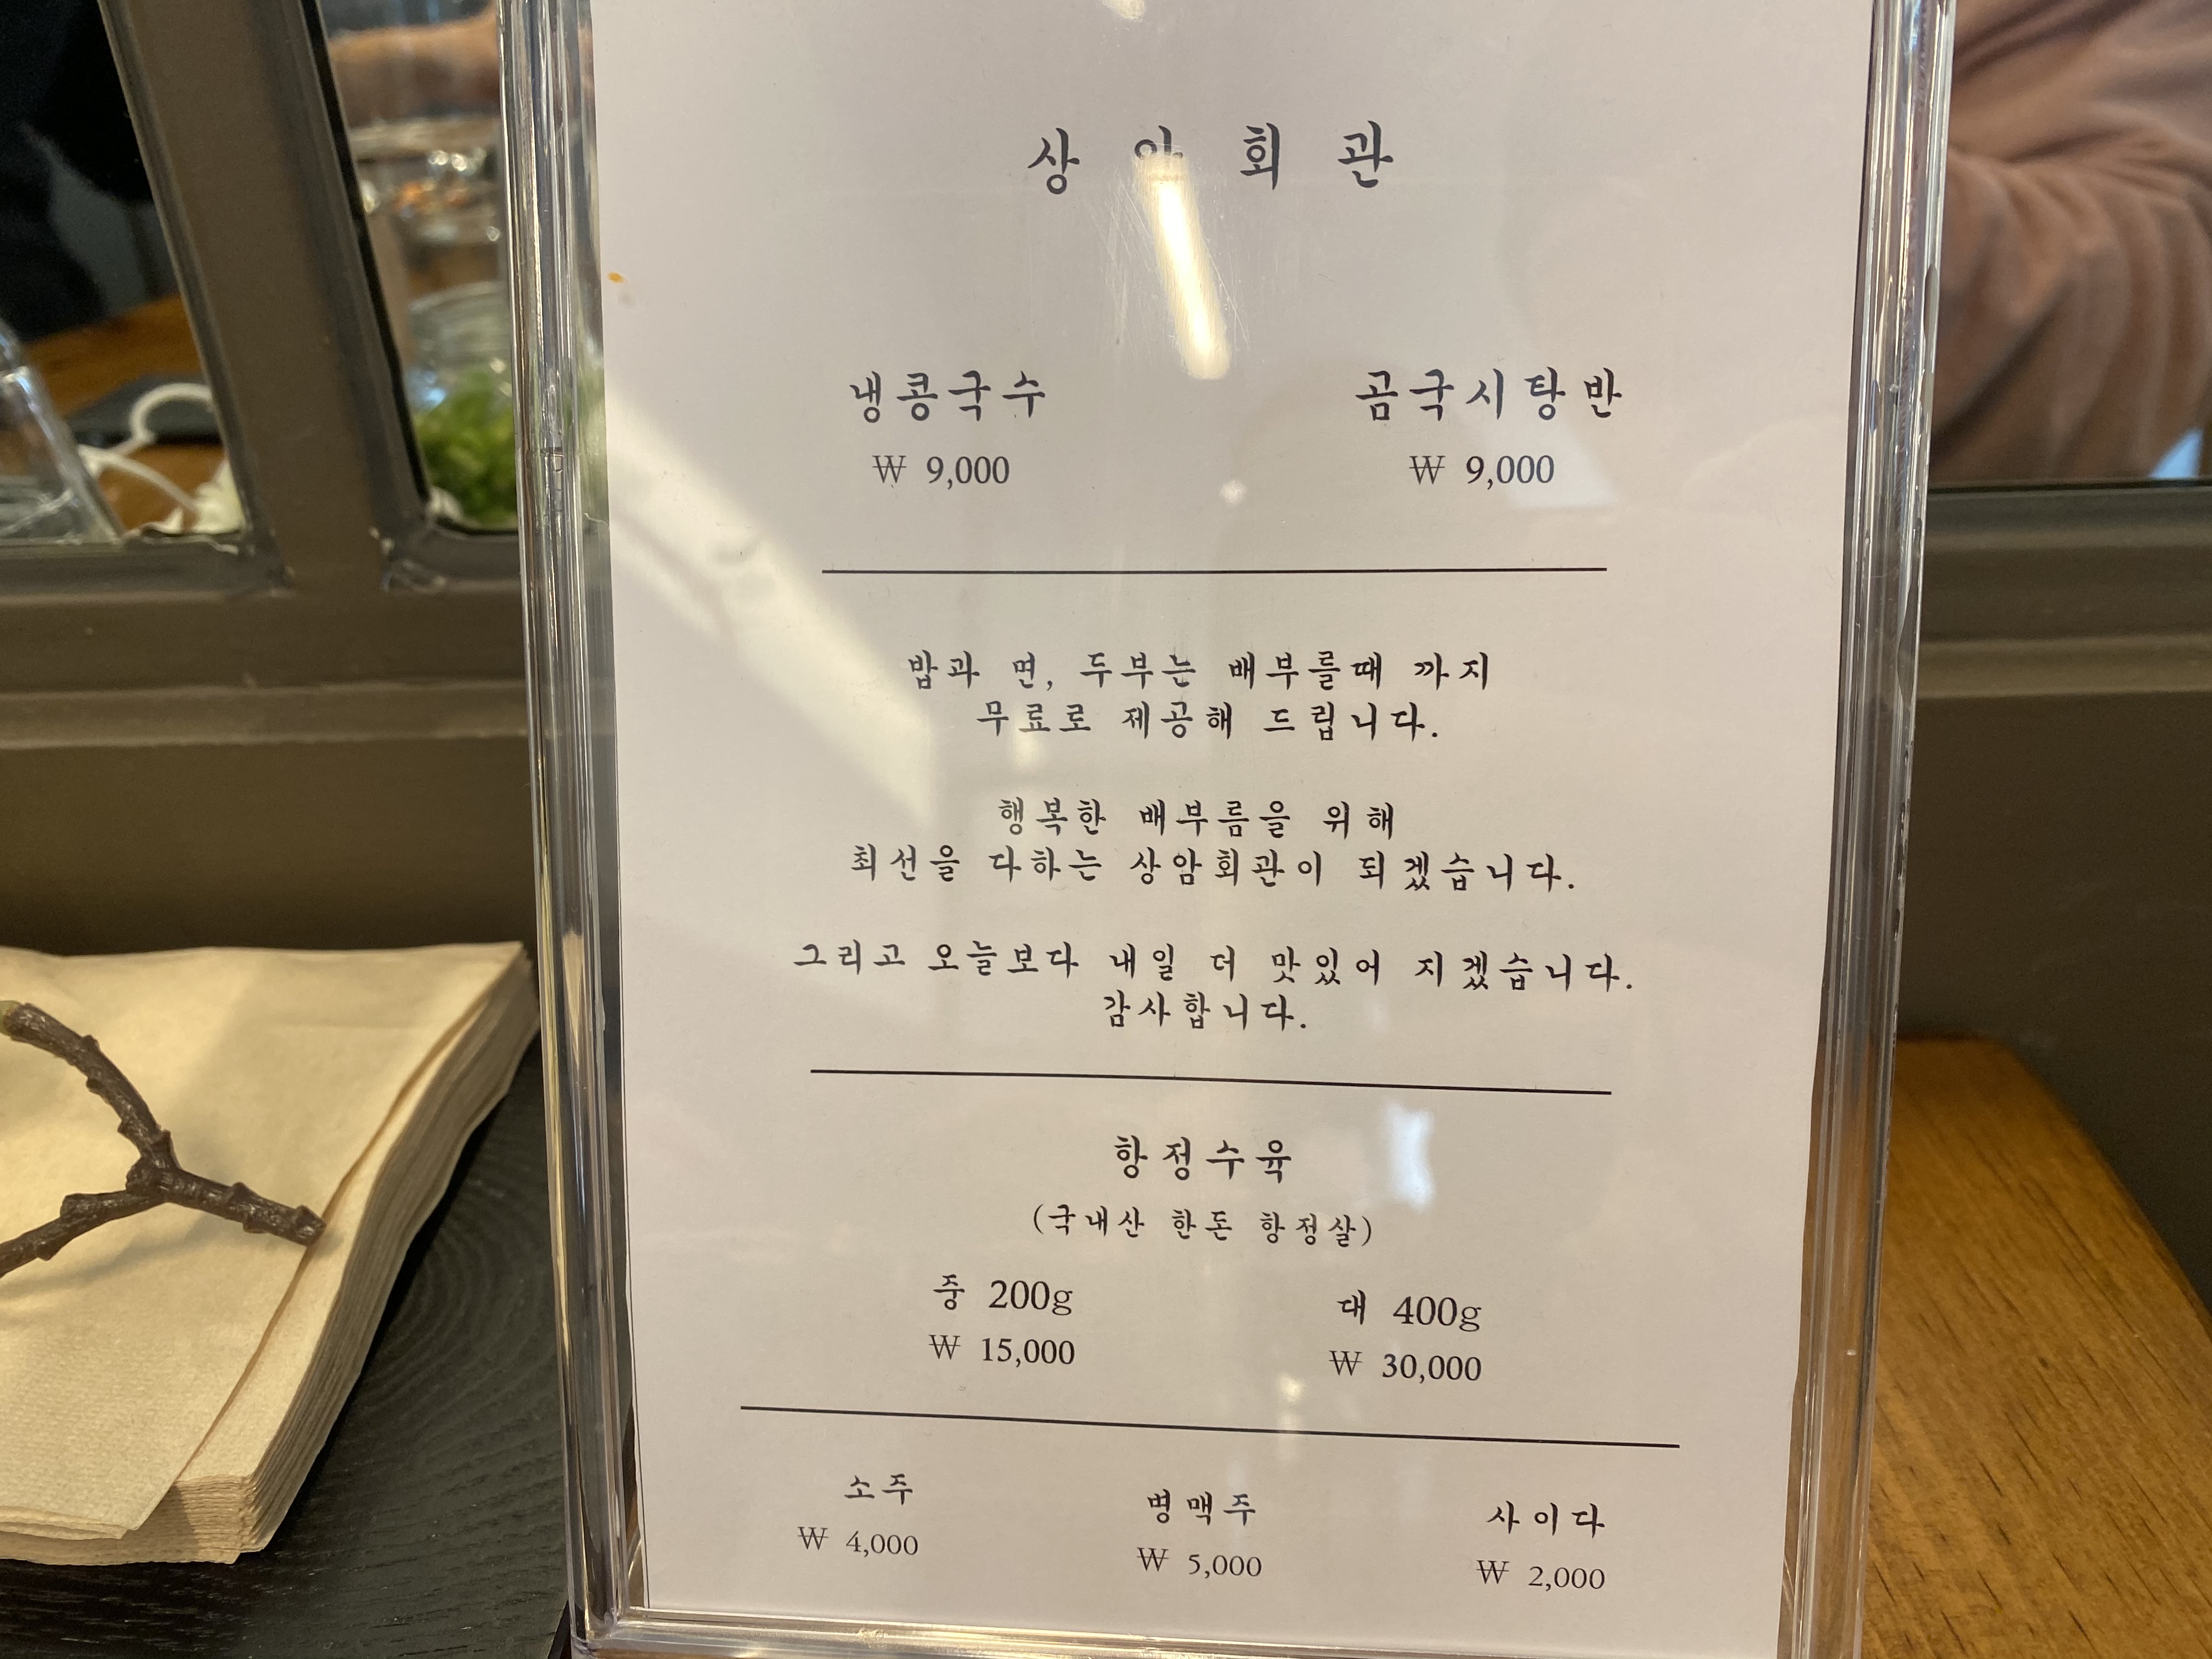 상 암 회 관
냉콩국수 곰국시탕반
₩ 9,000 ₩ 9,000
밥과 면, 두부는 배부를때 까지
무료로 제공해 드립니다.
행복한 배부름을 위해
최선을 다하는 상암회관이 되겠습니다.
그리고 오늘보다 내일 더 맛있어 지겠습니다.
감사합니다.
항정수육
(국내산 한돈 항정살)
중 200g 대 400g
₩ 15,000 ₩ 30,000
소주 병맥주 사이다
₩ 4,000 ₩ 5,000 ₩ 2,000